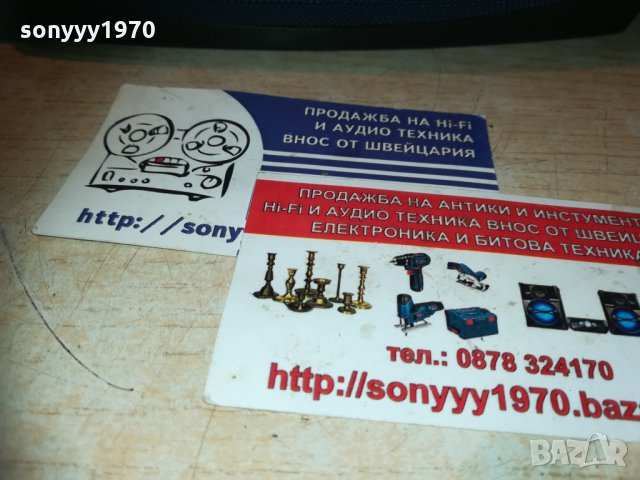 sonyyy1970
ПРОДАЖБА НА Hi-Fi
И АУДИО ТЕХНИКА
ВНОС ОТ ШВЕЙЦАРИЯ
http://sony
ПРОДАЖБА НА АНТИКИ И ИНСТУМЕНТ
Hi-Fi И АУДИО ТЕХНИКА ВНОС ОТ ШВЕЙ
ЕЛЕКТРОНИКА И БИТОВА ТЕХНИКА
тел.: 0878 324170
http://sonyyy1970.baz
BAZAR